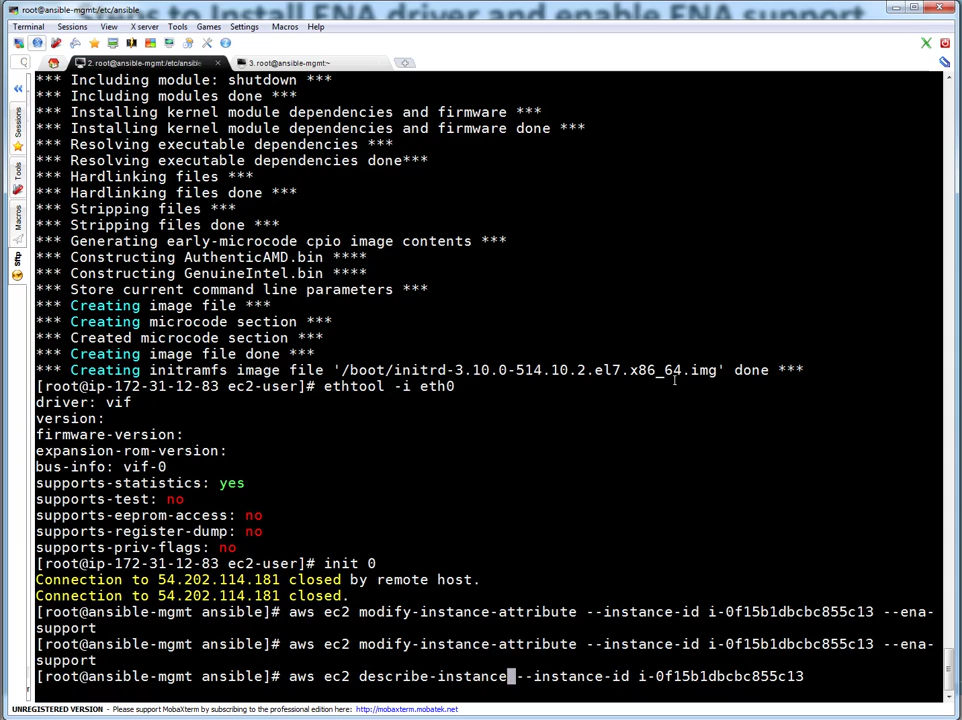 root@ansible-mgmt:/etc/ansible
Steps to Install ENA driver and enable ENA support
Terminal Sessions View X server Tools Games Settings Macros Help
2. root@ansible-mgmt:/etc/ansible
3. root@ansible-mgmt:~
Sessions
Tools
Macros
Sftp
*** Including module: shutdown ***
*** Including modules done ***
*** Installing kernel module dependencies and firmware ***
*** Installing kernel module dependencies and firmware done ***
*** Resolving executable dependencies ***
*** Resolving executable dependencies done***
*** Hardlinking files ***
*** Hardlinking files done ***
*** Stripping files ***
*** Stripping files done ***
*** Generating early-microcode cpio image contents ***
*** Constructing AuthenticAMD.bin ****
*** Constructing GenuineIntel.bin ****
*** Store current command line parameters ***
*** Creating image file ***
*** Creating microcode section ***
*** Created microcode section ***
*** Creating image file done ***
*** Creating initramfs image file '/boot/initrd-3.10.0-514.10.2.el7.x86_64.img' done ***
[root@ip-172-31-12-83 ec2-user]# ethtool -i eth0
driver: vif
version:
firmware-version:
expansion-rom-version:
bus-info: vif-0
supports-statistics: yes
supports-test: no
supports-eeprom-access: no
supports-register-dump: no
supports-priv-flags: no
[root@ip-172-31-12-83 ec2-user]# init 0
Connection to 54.202.114.181 closed by remote host.
Connection to 54.202.114.181 closed.
[root@ansible-mgmt ansible]# aws ec2 modify-instance-attribute --instance-id i-0f15b1dbcbc855c13 --ena-
support
[root@ansible-mgmt ansible]# aws ec2 modify-instance-attribute --instance-id i-0f15b1dbcbc855c13 --ena-
support
[root@ansible-mgmt ansible]# aws ec2 describe-instance --instance-id i-0f15b1dbcbc855c13
UNREGISTERED VERSION - Please support MobaXterm by subscribing to the professional edition here: http://mobaxterm.mobatek.net